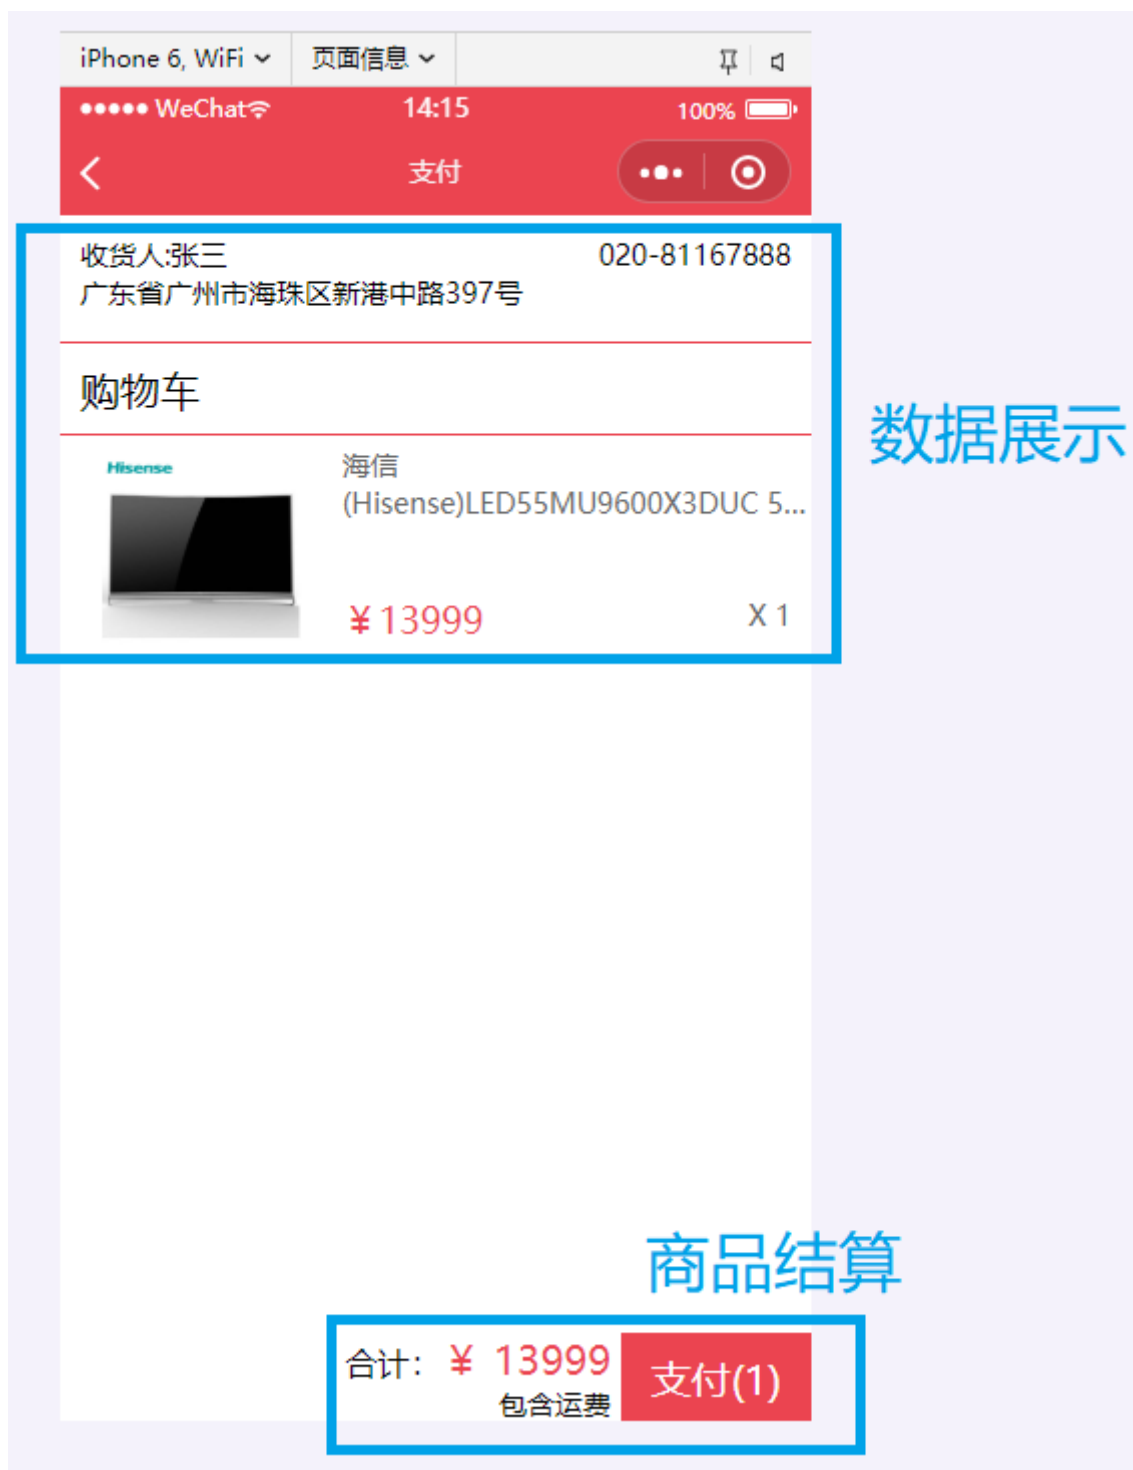 iPhone 6, WiFi 页面信息
WeChat 14:15 100%
支付
收货人:张三 020-81167888
广东省广州市海珠区新港中路397号
购物车
数据展示
Hisense
海信
(Hisense)LED55MU9600X3DUC 5...
¥13999 X 1
商品结算
合计: ¥ 13999
包含运费
支付(1)